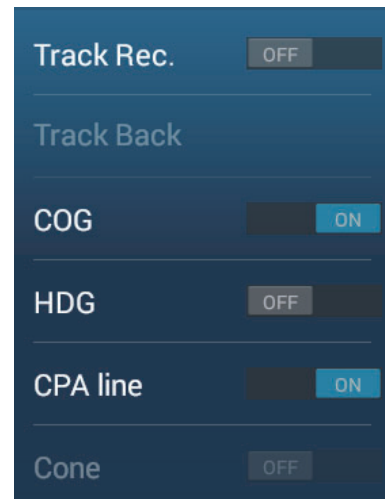 Track Rec. OFF
Track Back
COG ON
HDG OFF
CPA line ON
Cone OFF